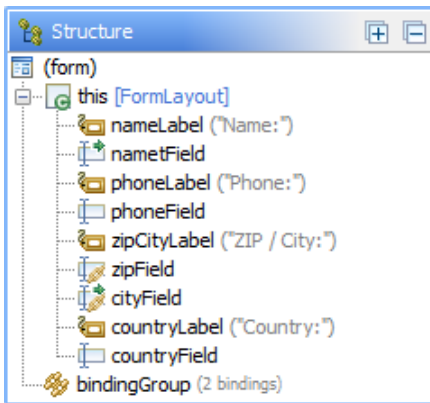 Structure
(form)
this [FormLayout]
nameLabel ("Name:")
nametField
phoneLabel ("Phone:")
phoneField
zipCityLabel ("ZIP / City:")
zipField
cityField
countryLabel ("Country:")
countryField
bindingGroup (2 bindings)